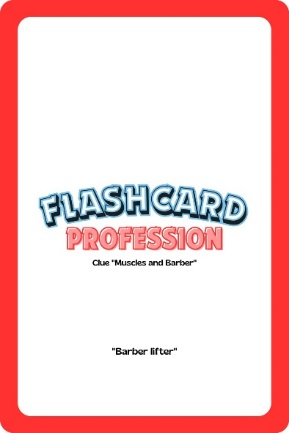 FLASHCARD
PROFESSION
Clue "Muscles and Barber"
"Barber lifter"